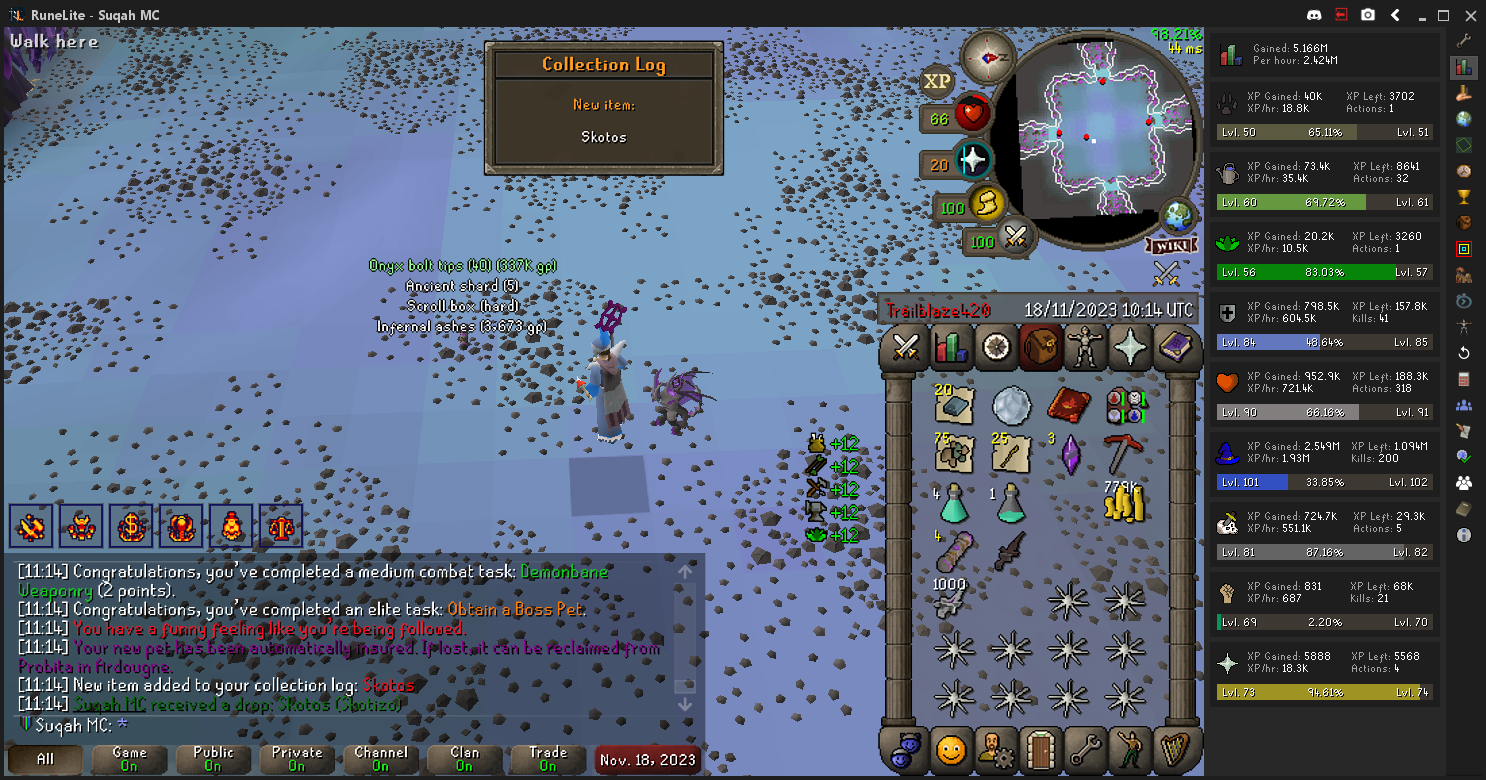 RuneLite - Suqah MC
Walk here
Collection Log
New item:
Skotos
98.21%
44 ms
XP
66
20
100
100
WIKI
Onyx bolt tips (40) (337K gp)
Ancient shard (5)
Scroll box (hard)
Infernal ashes (3,673 gp)
Trailblaze420 18/11/2023 10:14 UTC
20
75
25
3
4
1
779K
4
1000
+12
+12
+12
+12
+12
[11:14] Congratulations, you've completed a medium combat task: Demonbane
Weaponry (2 points).
[11:14] Congratulations, you've completed an elite task: Obtain a Boss Pet.
[11:14] You have a funny feeling like you're being followed.
[11:14] Your new pet has been automatically insured. If lost, it can be reclaimed from
Probita in Ardougne.
[11:14] New item added to your collection log: Skotos
[11:14] Suqah MC received a drop: Skotos (Skotizo)
Suqah MC: *
All
Game
On
Public
On
Private
On
Channel
On
Clan
On
Trade
On
Nov. 18, 2023
Gained: 5.166M
Per hour: 2.424M
XP Gained: 40K XP Left: 3702
XP/hr: 18.8K Actions: 1
Lvl. 50 65.11% Lvl. 51
XP Gained: 73.4K XP Left: 8641
XP/hr: 35.4K Actions: 32
Lvl. 60 69.72% Lvl. 61
XP Gained: 20.2K XP Left: 3260
XP/hr: 10.5K Actions: 1
Lvl. 56 83.03% Lvl. 57
XP Gained: 798.5K XP Left: 157.8K
XP/hr: 604.5K Kills: 41
Lvl. 84 48.64% Lvl. 85
XP Gained: 952.9K XP Left: 188.3K
XP/hr: 721.4K Actions: 318
Lvl. 90 66.16% Lvl. 91
XP Gained: 2.549M XP Left: 1.094M
XP/hr: 1.93M Kills: 200
Lvl. 101 33.85% Lvl. 102
XP Gained: 724.7K XP Left: 29.3K
XP/hr: 551.1K Actions: 5
Lvl. 81 87.16% Lvl. 82
XP Gained: 831 XP Left: 68K
XP/hr: 687 Kills: 21
Lvl. 69 2.20% Lvl. 70
XP Gained: 5888 XP Left: 5568
XP/hr: 18.3K Actions: 4
Lvl. 73 94.61% Lvl. 74